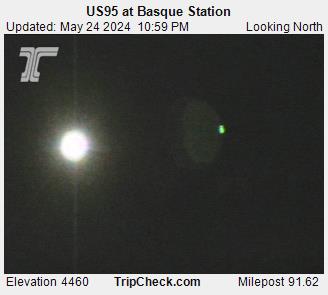 US95 at Basque Station
Updated: May 24 2024 10:59 PM Looking North
Elevation 4460 TripCheck.com Milepost 91.62